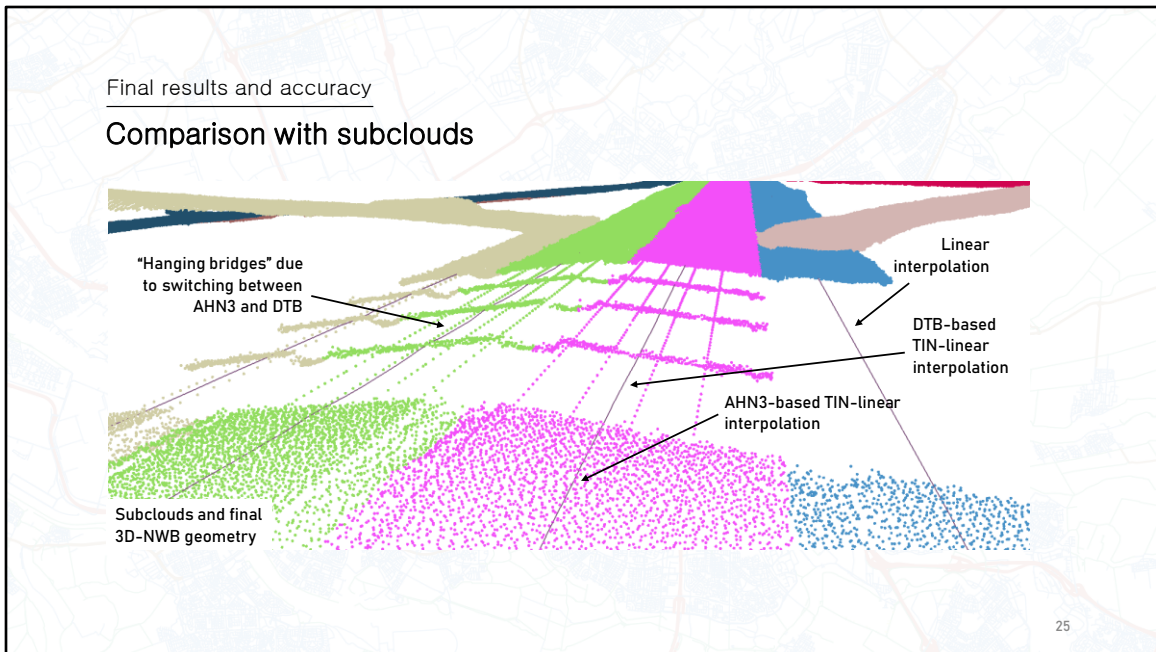 Final results and accuracy
Comparison with subclouds
“Hanging bridges” due
to switching between
AHN3 and DTB
Linear
interpolation
DTB-based
TIN-linear
interpolation
AHN3-based TIN-linear
interpolation
Subclouds and final
3D-NWB geometry
25